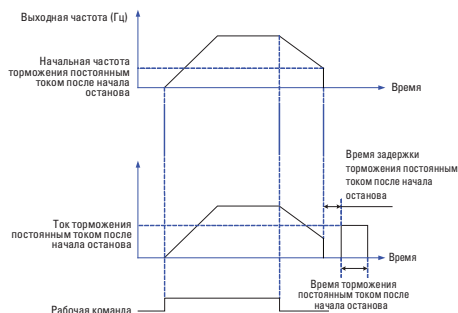 Выходная частота (Гц)
Начальная частота
торможения постоянным
током после начала
останова
Время
Время задержки
торможения постоянным
током после начала
останова
Ток торможения
постоянным током после
начала останова
Время
Время торможения
постоянным током после
начала останова
Рабочая команда